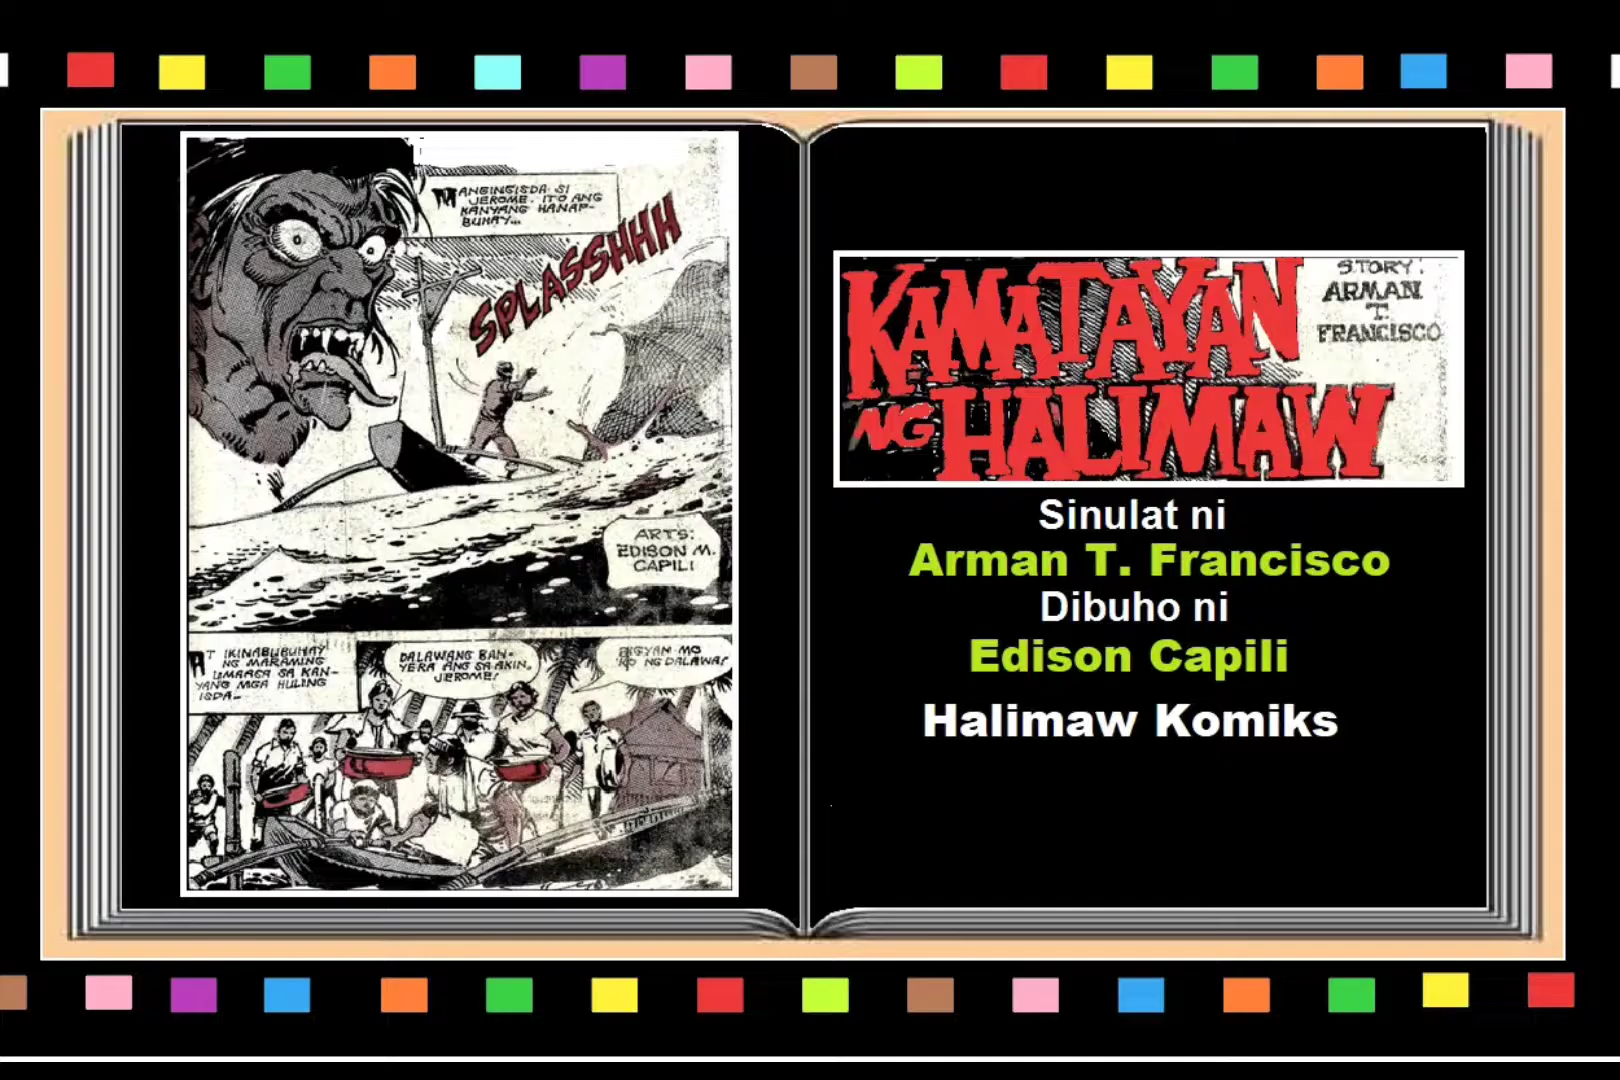 MANGINGISDA SI
JEROME. ITO ANG
KANYANG HANAP-
BUHAY...
SPLASSHHH
ARTS:
EDISON M.
CAPILI
AT IKINABUBUHAY
NG MARAMING
UMAASA SA KAN-
YANG MGA HULING
ISDA...
DALAWANG BAN-
YERA ANG SA AKIN,
JEROME!
BIGYAN MO
KO NG DALAWA!
KAMATAYAN
NG HALIMAW
STORY:
ARMAN
T.
FRANCISCO
Sinulat ni
Arman T. Francisco
Dibuho ni
Edison Capili
Halimaw Komiks